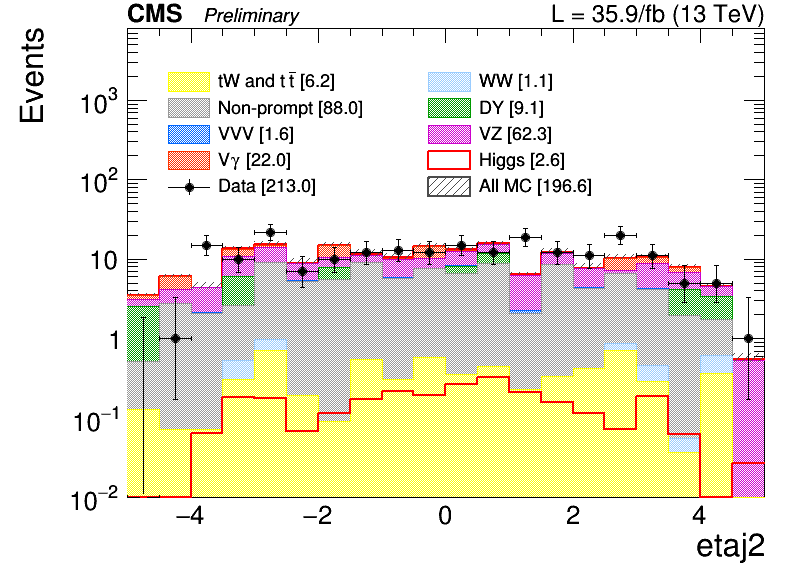 CMS Preliminary L = 35.9/fb (13 TeV)
Events
tW and t t̅ [6.2]
Non-prompt [88.0]
VVV [1.6]
Vγ [22.0]
Data [213.0]
WW [1.1]
DY [9.1]
VZ [62.3]
Higgs [2.6]
All MC [196.6]
10³
10²
10
1
10⁻¹
10⁻²
−4 −2 0 2 4
etaj2